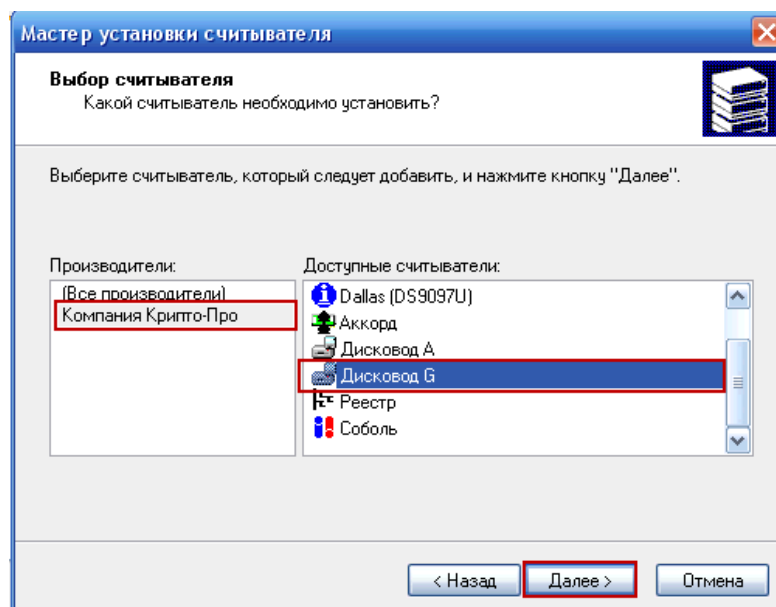 Мастер установки считывателя
Выбор считывателя
Какой считыватель необходимо установить?
Выберите считыватель, который следует добавить, и нажмите кнопку "Далее".
Производители:
(Все производители)
Компания Крипто-Про
Доступные считыватели:
Dallas (DS9097U)
Аккорд
Дисковод A
Дисковод G
Реестр
Соболь
< Назад
Далее >
Отмена